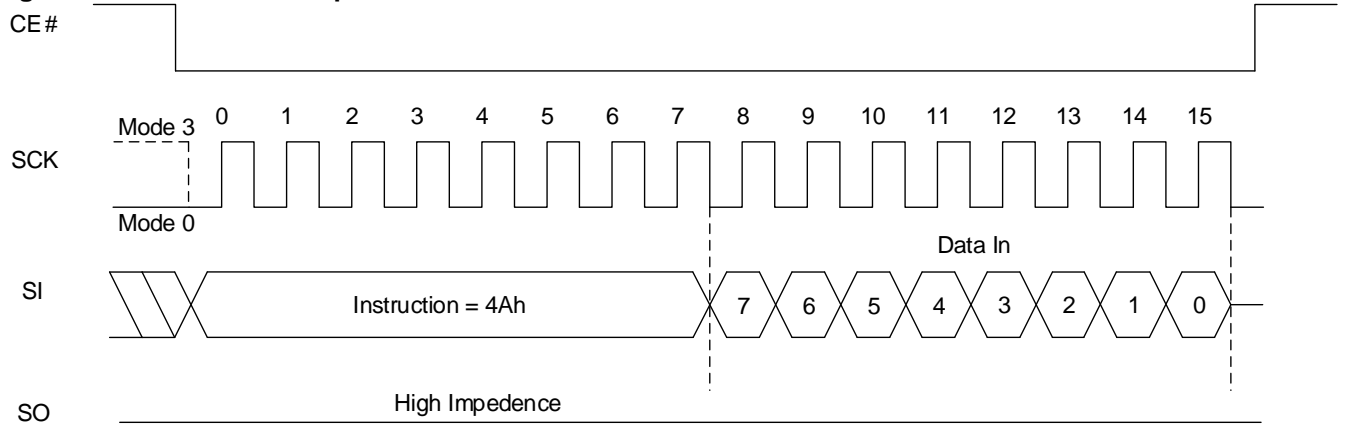 CE#
Mode 3 0 1 2 3 4 5 6 7 8 9 10 11 12 13 14 15
SCK
Mode 0
Data In
SI Instruction = 4Ah 7 6 5 4 3 2 1 0
High Impedence
SO